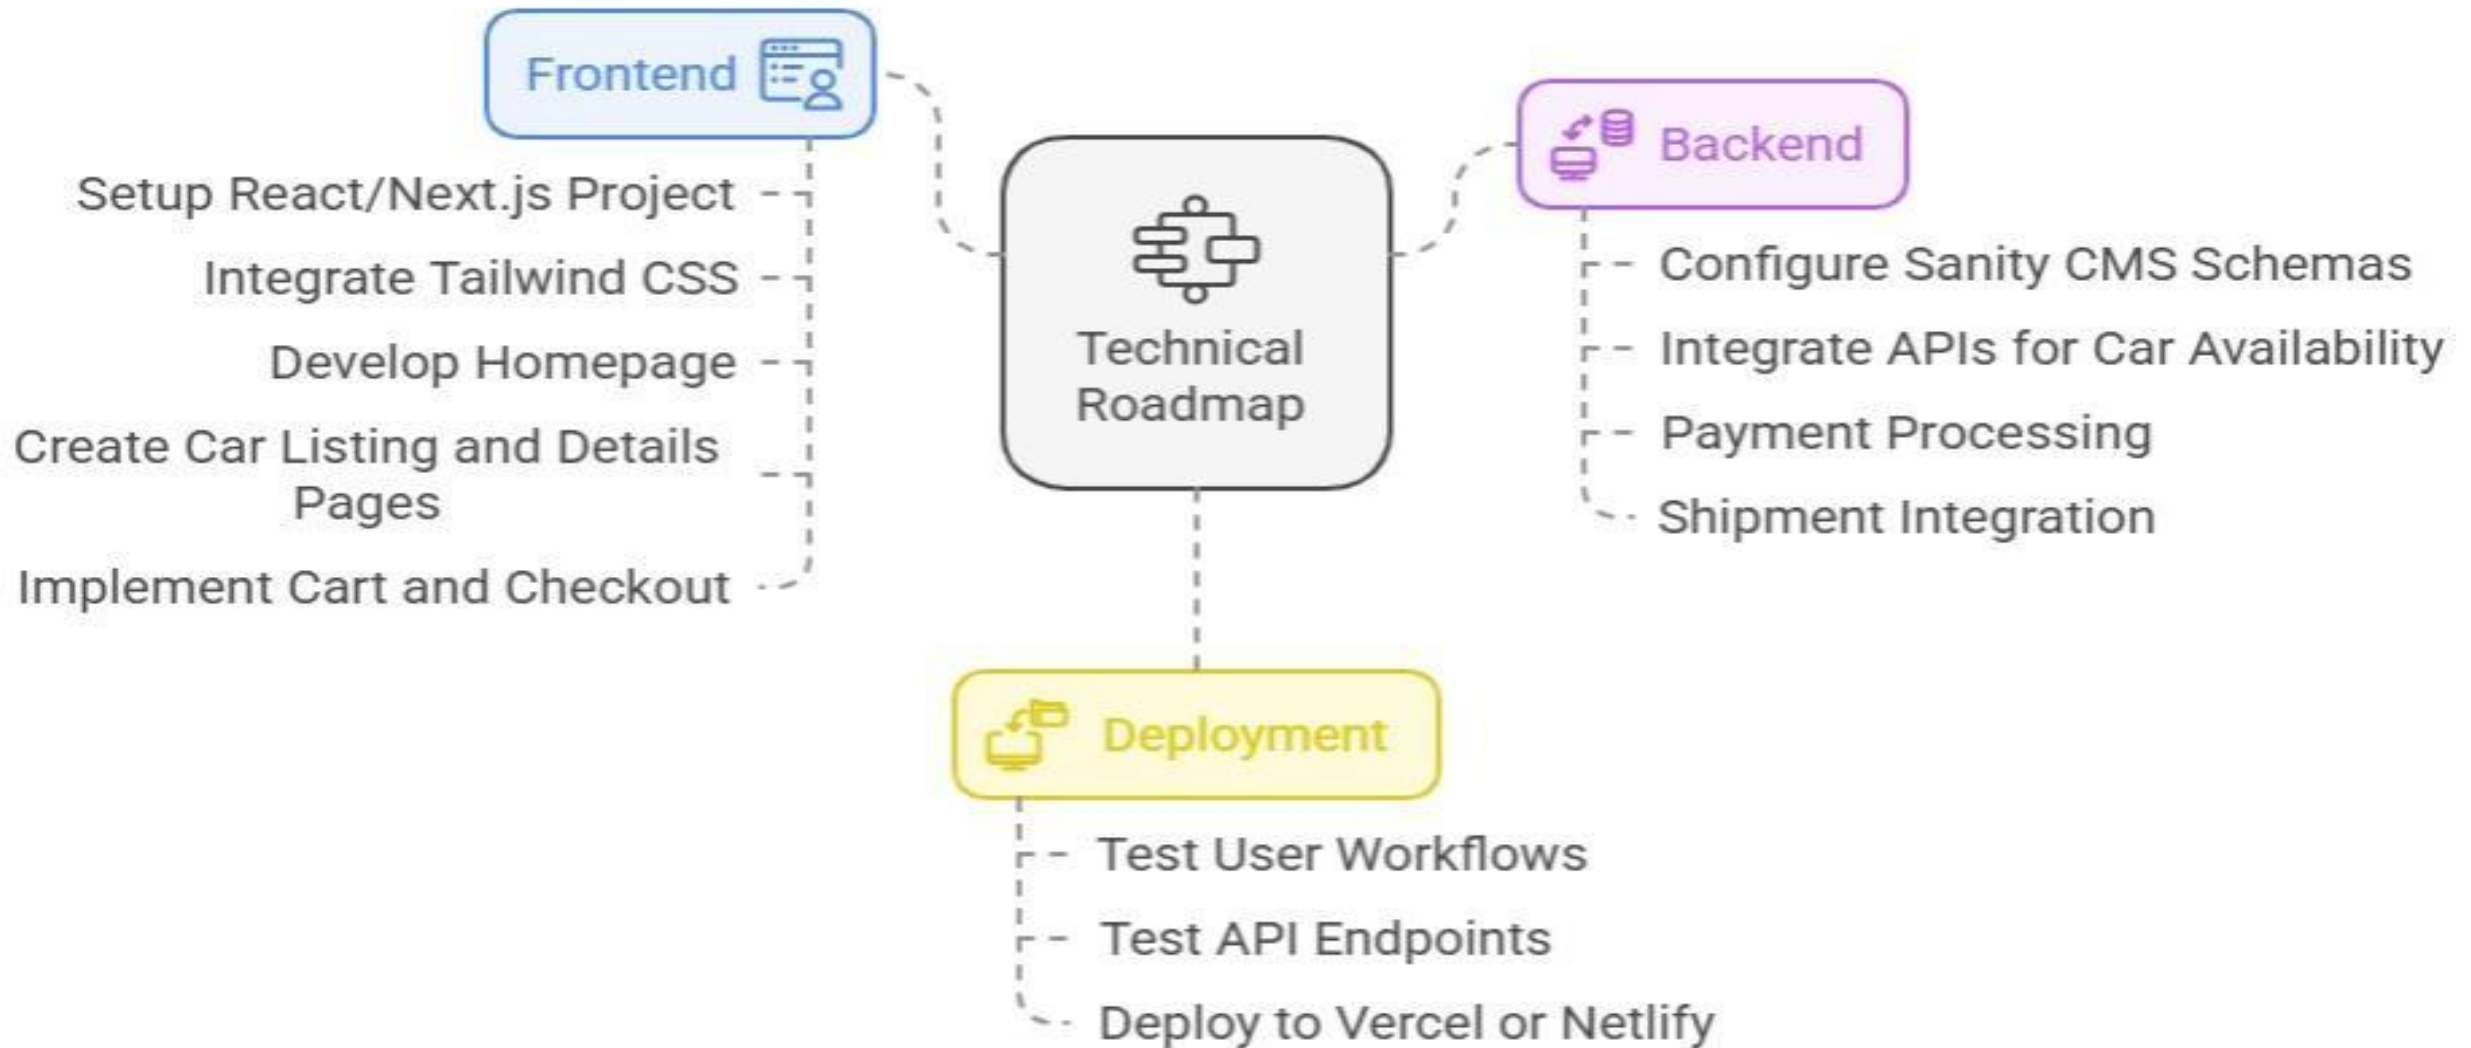 Frontend
Setup React/Next.js Project
Integrate Tailwind CSS
Develop Homepage
Create Car Listing and Details
Pages
Implement Cart and Checkout
Technical
Roadmap
Backend
Configure Sanity CMS Schemas
Integrate APIs for Car Availability
Payment Processing
Shipment Integration
Deployment
Test User Workflows
Test API Endpoints
Deploy to Vercel or Netlify